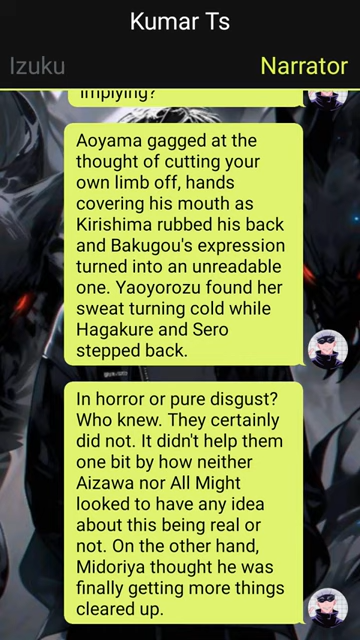 Kumar Ts
Izuku
Narrator
implying?
Aoyama gagged at the
thought of cutting your
own limb off, hands
covering his mouth as
Kirishima rubbed his back
and Bakugou's expression
turned into an unreadable
one. Yaoyorozu found her
sweat turning cold while
Hagakure and Sero
stepped back.
In horror or pure disgust?
Who knew. They certainly
did not. It didn't help them
one bit by how neither
Aizawa nor All Might
looked to have any idea
about this being real or
not. On the other hand,
Midoriya thought he was
finally getting more things
cleared up.